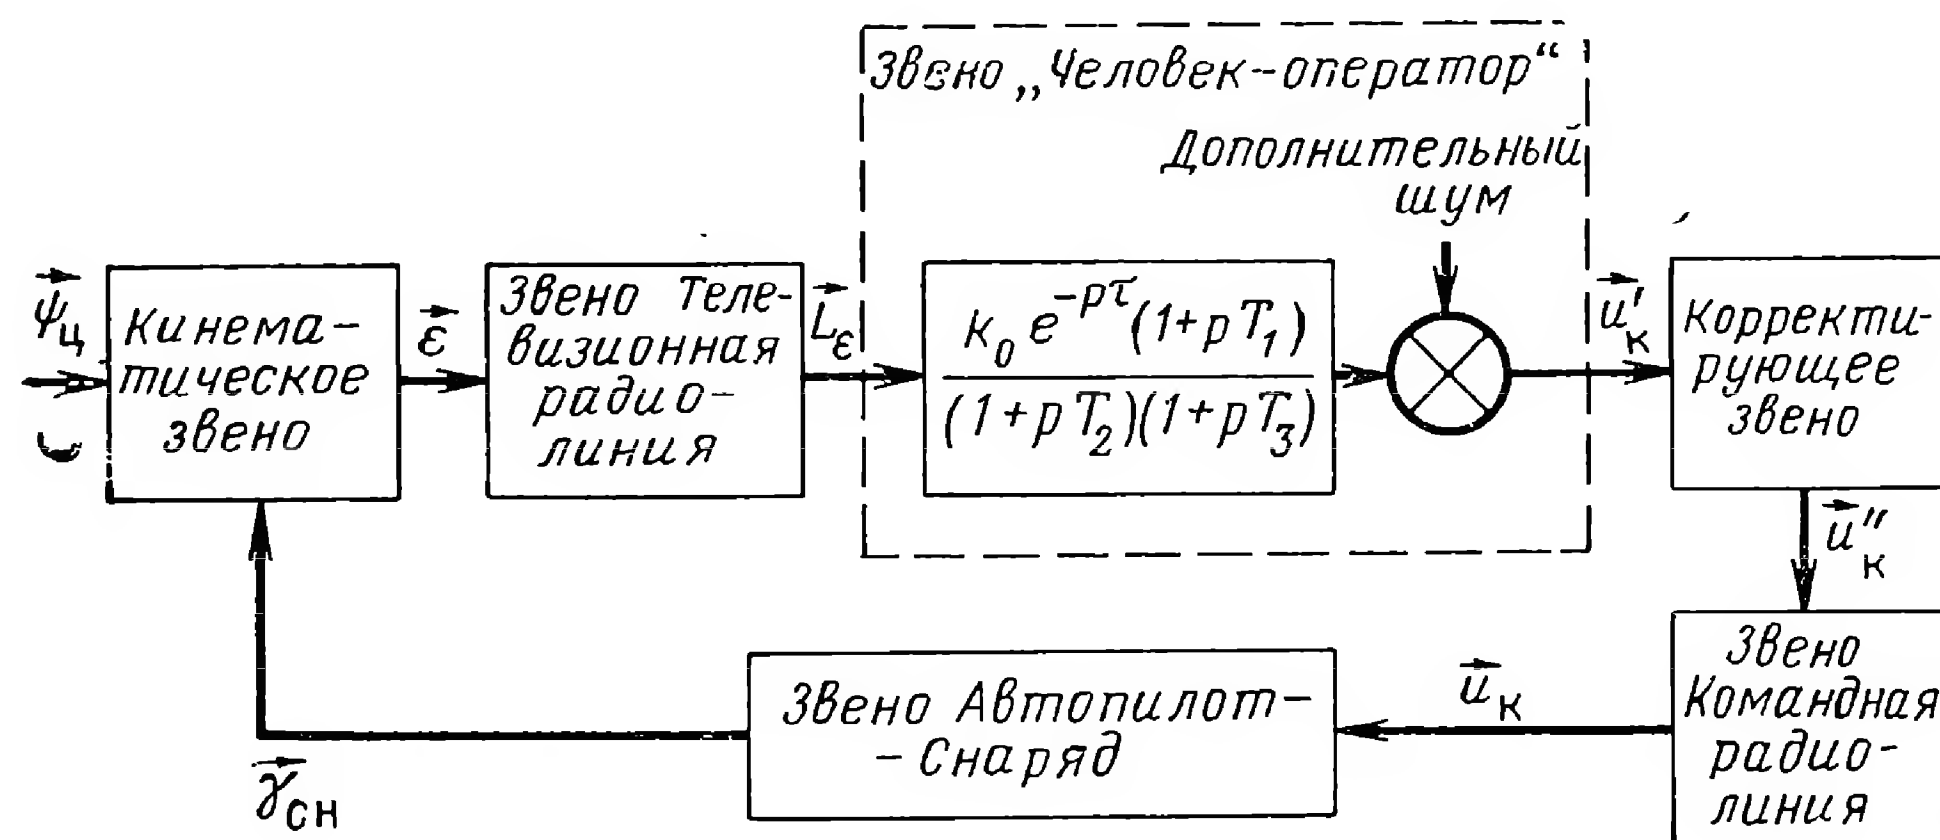 Звено „Человек-оператор“
Дополнительный
шум
ψ⃗ц
Кинема-
тическое
звено
ε⃗
Звено Теле-
визионная
радио-
линия
L⃗ε
k₀e^{-pτ}(1+pT₁)
(1+pT₂)(1+pT₃)
u⃗'к
Корректи-
рующее
звено
u⃗''к
Звено
Командная
радио-
линия
u⃗к
Звено Автопилот-
-Снаряд
γ⃗сн